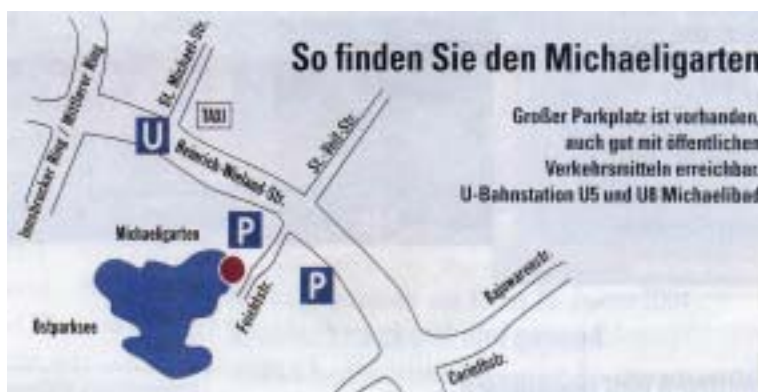 So finden Sie den Michaeligarten
Großer Parkplatz ist vorhanden,
auch gut mit öffentlichen
Verkehrsmitteln erreichbar.
U-Bahnstation U5 und U8 Michaelibad
Innsbrucker Ring / Mittlerer Ring
St. Michael-Str.
TAXI
U
Heinrich-Wieland-Str.
St.-Veit-Str.
Michaeligarten
P
P
Feichtstr.
Bajuwarenstr.
Ostparksee